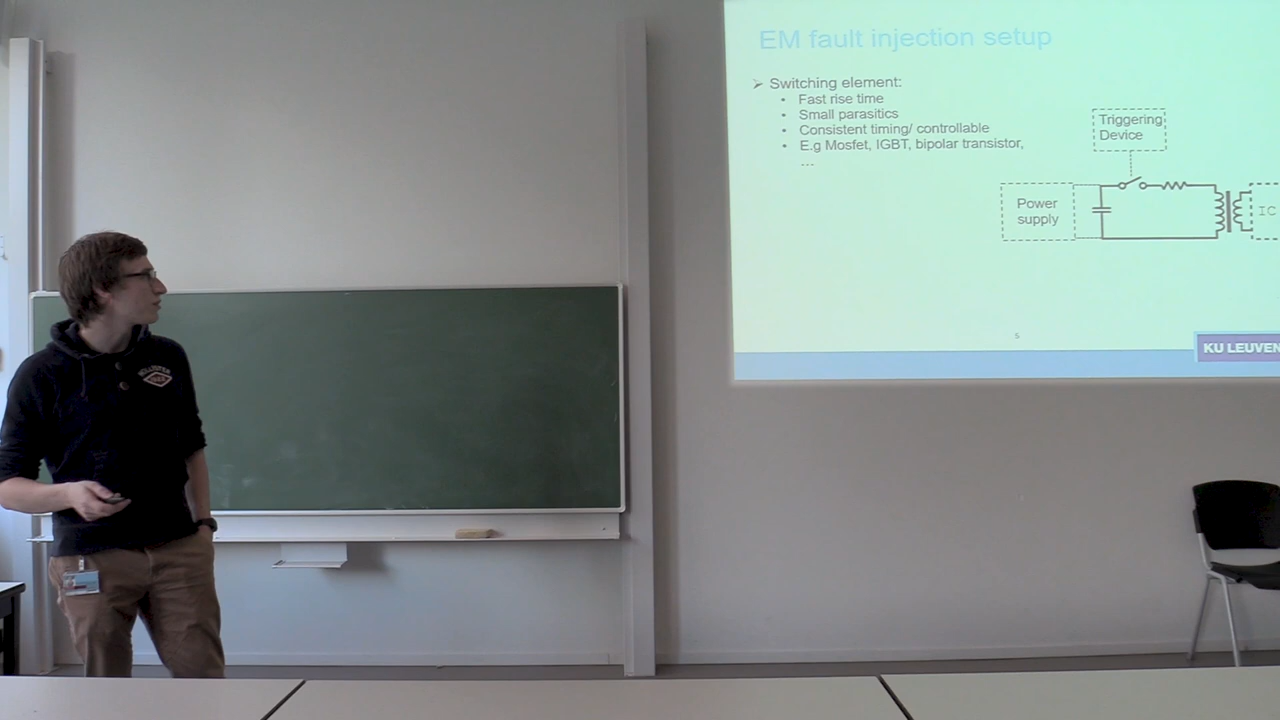 EM fault injection setup
➢ Switching element:
• Fast rise time
• Small parasitics
• Consistent timing/ controllable
• E.g Mosfet, IGBT, bipolar transistor,
...
Triggering
Device
Power
supply
IC
5
KU LEUVEN